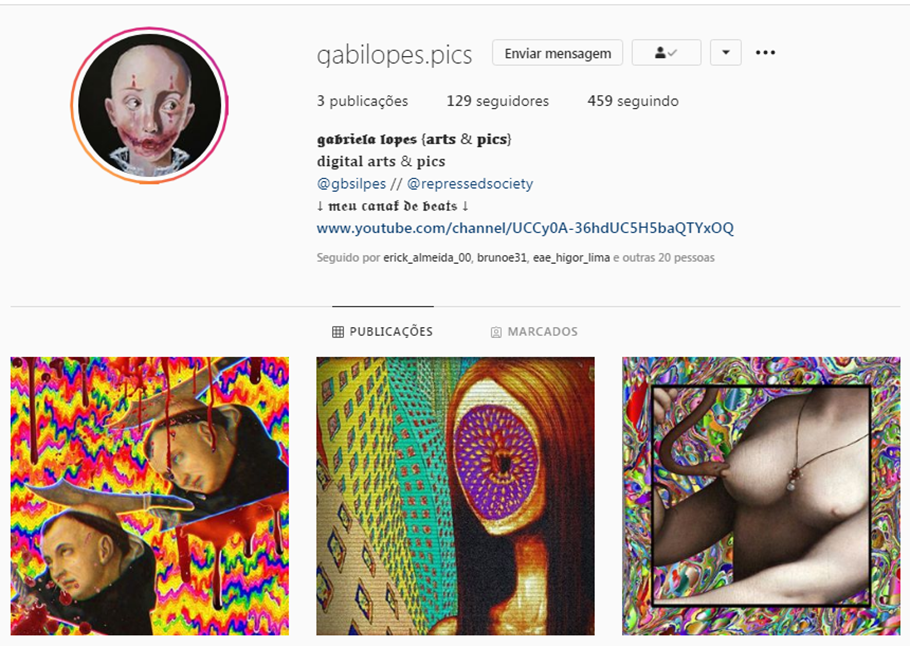 gabilopes.pics Enviar mensagem
3 publicações 129 seguidores 459 seguindo
gabriela lopes {arts & pics}
digital arts & pics
@gbsilpes // @repressedsociety
↓ meu canal de beats ↓
www.youtube.com/channel/UCCy0A-36hdUC5H5baQTYxOQ
Seguido por erick_almeida_00, brunoe31, eae_higor_lima e outras 20 pessoas
PUBLICAÇÕES MARCADOS